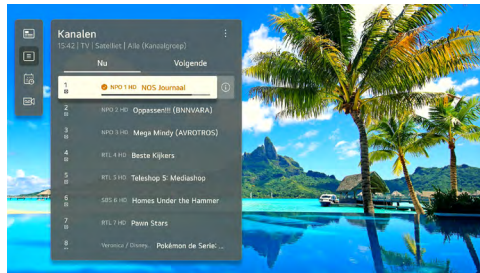 Kanalen
15:42 | TV | Satelliet | Alle (Kanaalgroep)
Nu Volgende
1 NPO 1 HD NOS Journaal
2 NPO 2 HD Oppassen!!! (BNNVARA)
3 NPO 3 HD Mega Mindy (AVROTROS)
4 RTL 4 HD Beste Kijkers
5 RTL 5 HD Teleshop 5: Mediashop
6 SBS 6 HD Homes Under the Hammer
7 RTL 7 HD Pawn Stars
8 Veronica / Disney.. Pokémon de Serie: ...